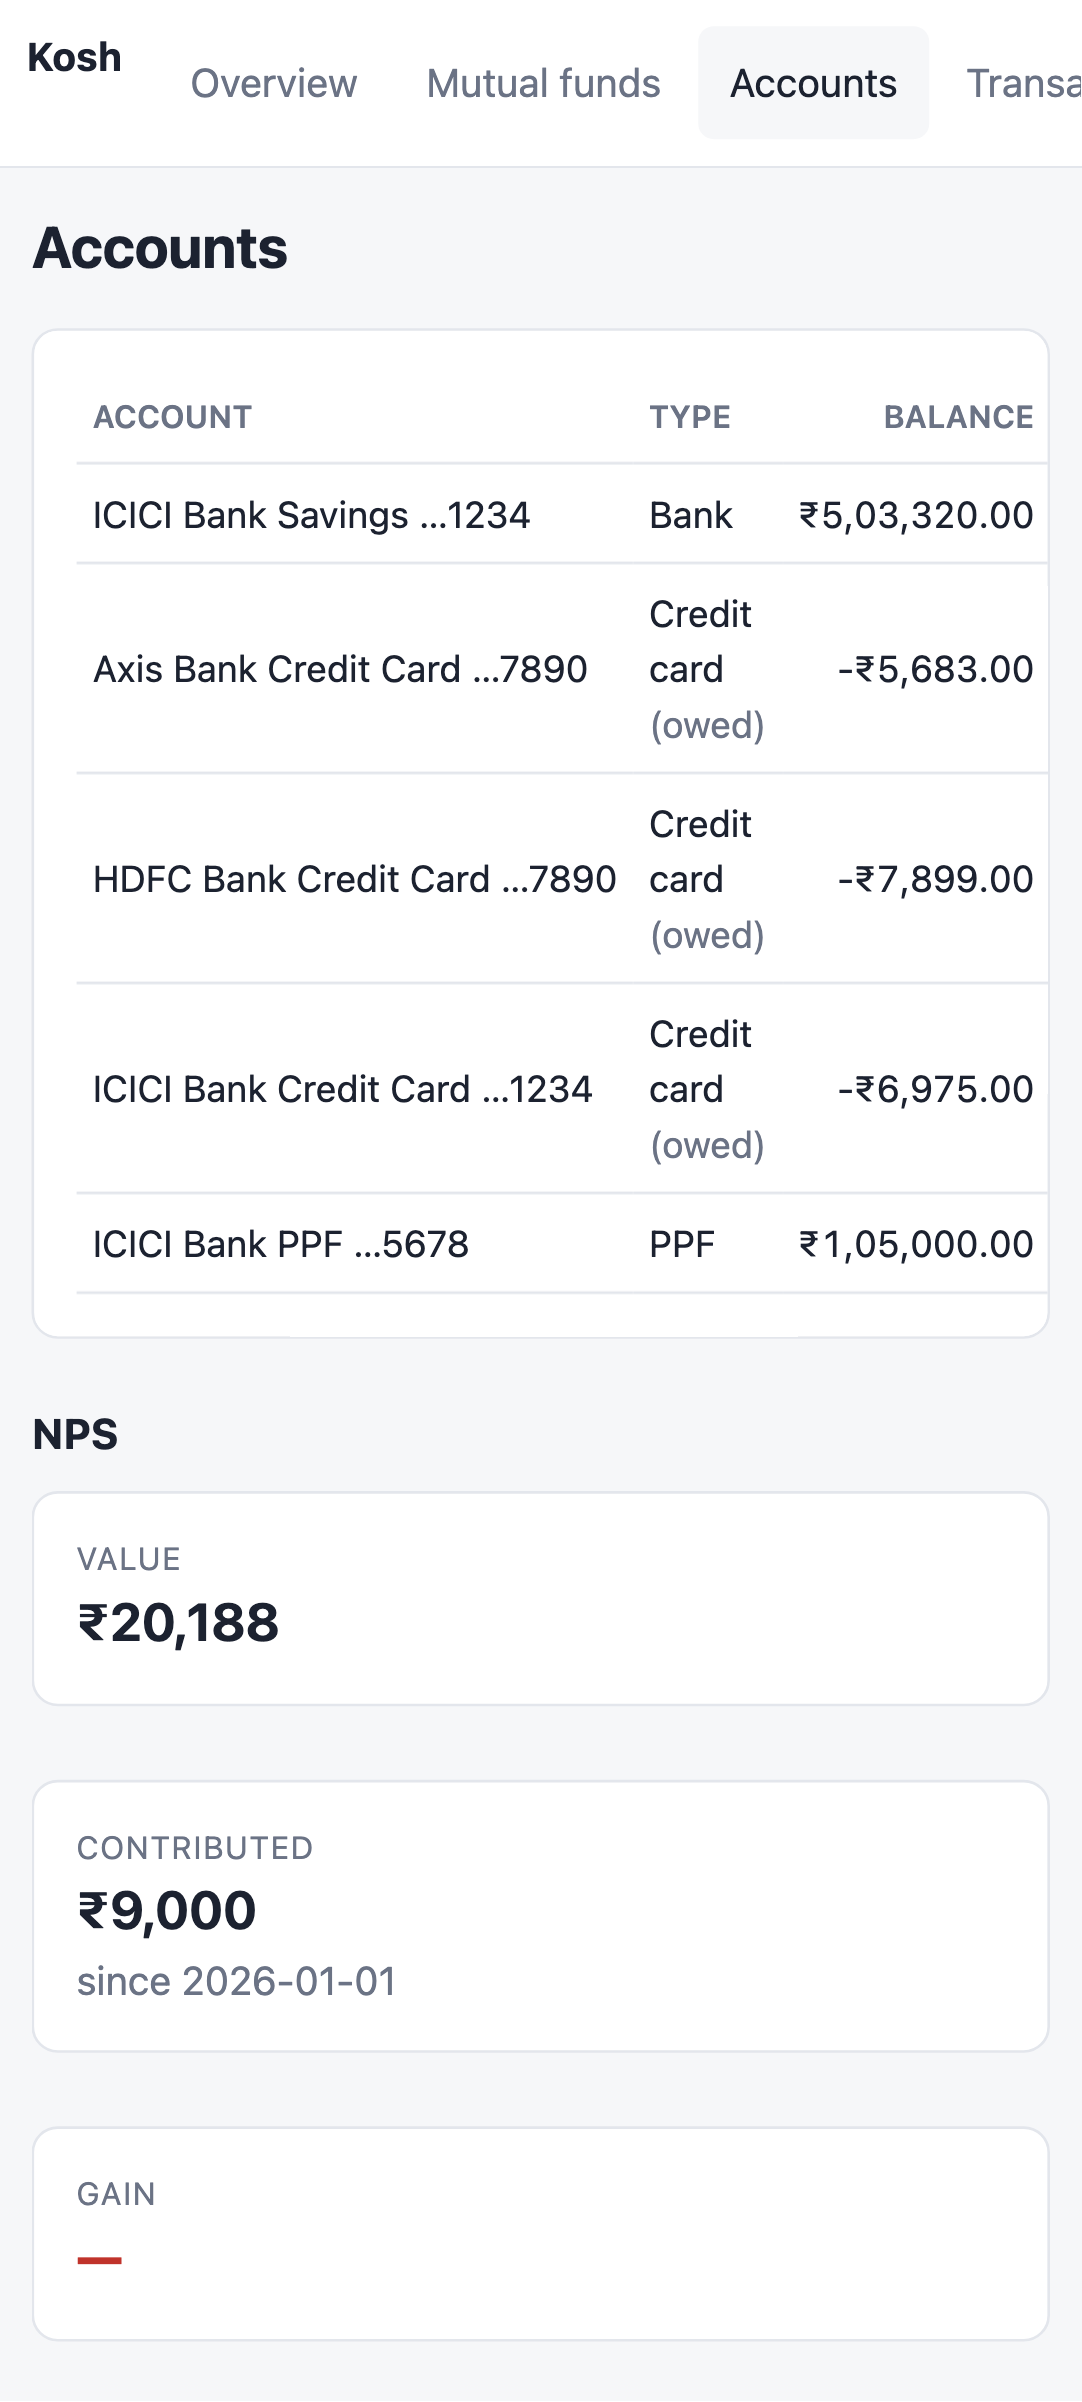 Kosh
Overview Mutual funds Accounts Transa
Accounts
ACCOUNT TYPE BALANCE
ICICI Bank Savings ...1234 Bank ₹5,03,320.00
Axis Bank Credit Card ...7890 Credit card (owed) -₹5,683.00
HDFC Bank Credit Card ...7890 Credit card (owed) -₹7,899.00
ICICI Bank Credit Card ...1234 Credit card (owed) -₹6,975.00
ICICI Bank PPF ...5678 PPF ₹1,05,000.00
NPS
VALUE
₹20,188
CONTRIBUTED
₹9,000
since 2026-01-01
GAIN
—